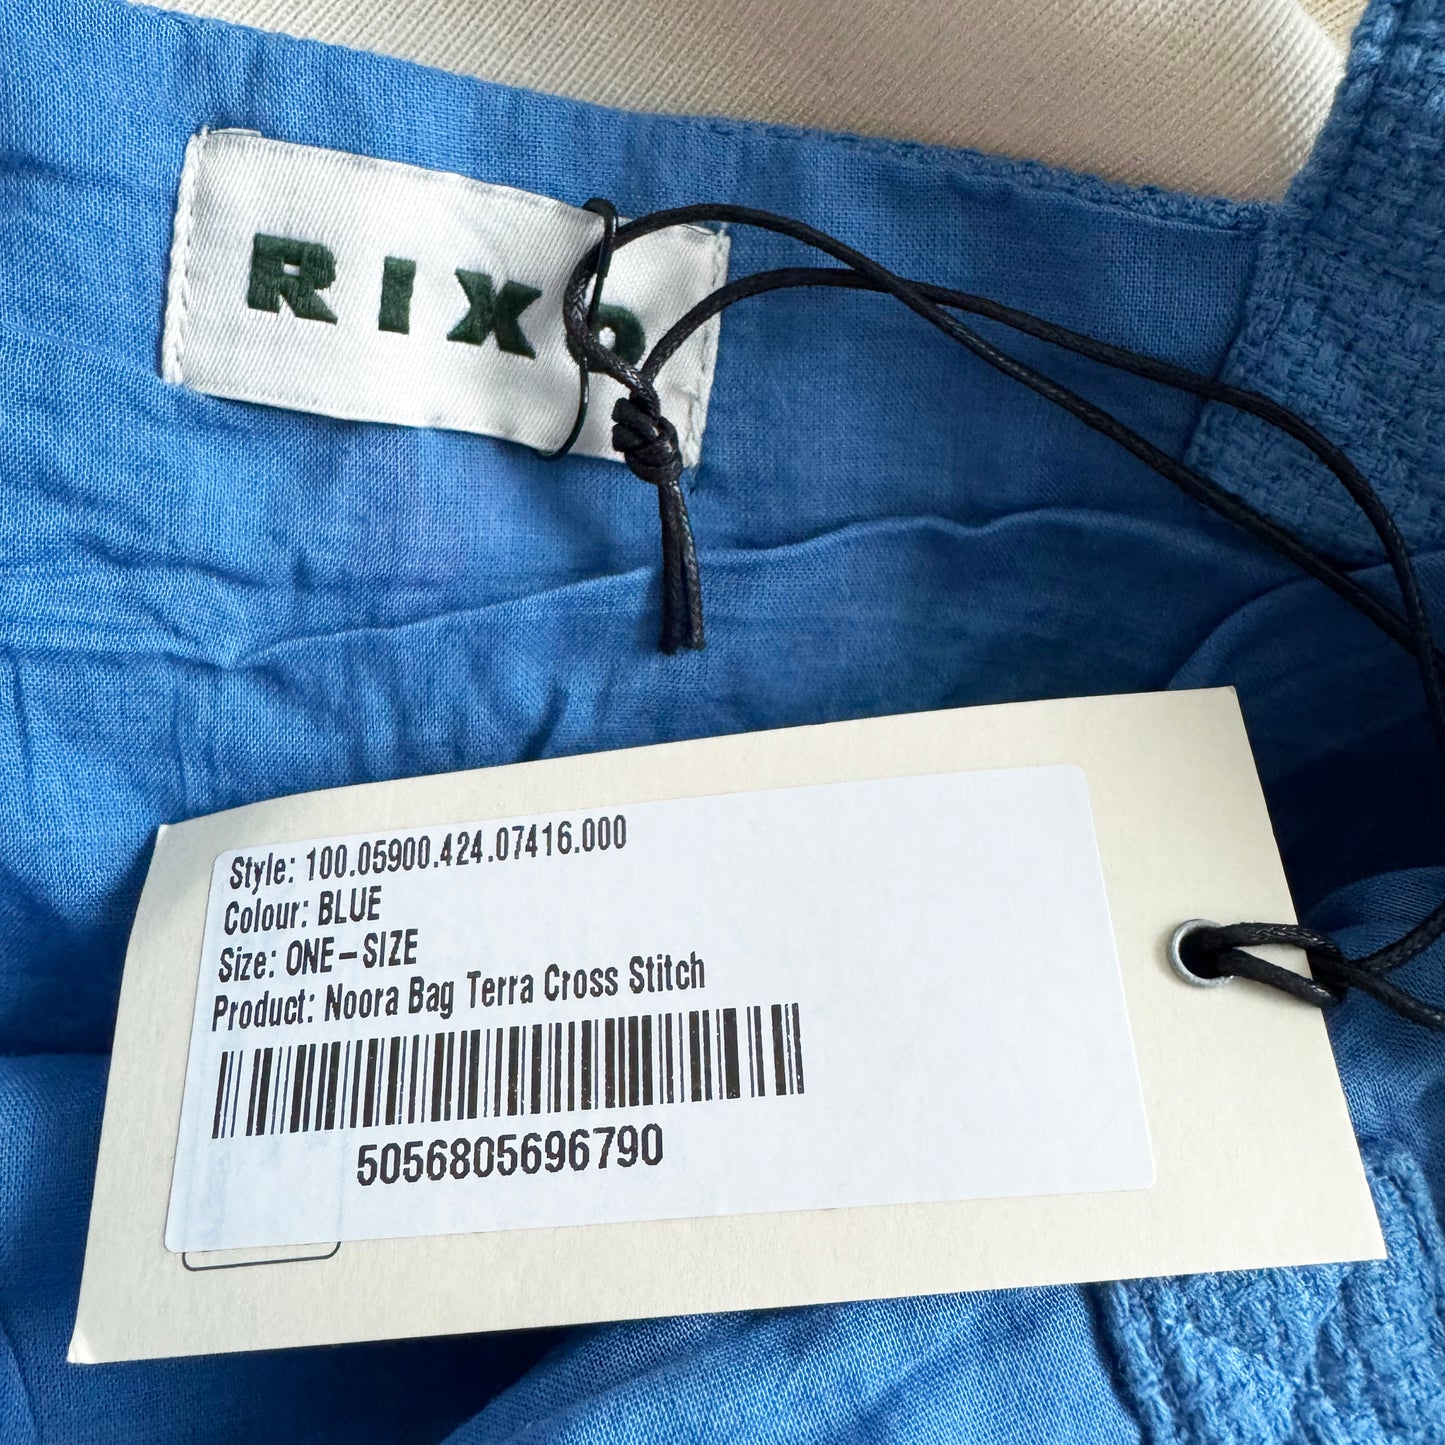 RIXO
Style: 100.05900.424.07416.000
Colour: BLUE
Size: ONE-SIZE
Product: Noora Bag Terra Cross Stitch
5056805696790